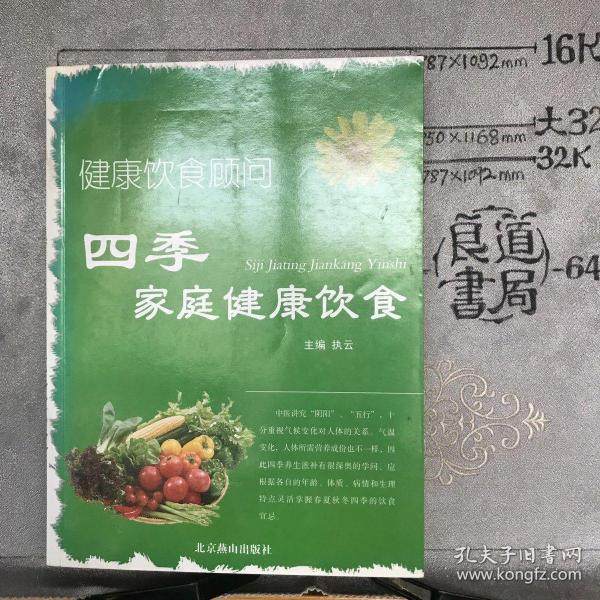 健康饮食顾问
四季
Siji Jiating Jiankang Yinshi
家庭健康饮食
主编 执云
中医讲究“阴阳”、“五行”，十
分重视气候变化对人体的关系。气温
变化，人体所需营养成份也不一样，因
此四季养生滋补有很深奥的学问，应
根据各自的年龄、体质、病情和生理
特点灵活掌握春夏秋冬四季的饮食
宜忌。
北京燕山出版社
787×1092mm
16K
850×1168mm
大32
787×1092mm
32K
良道
書局
64
孔夫子旧書网
www.kongfz.com